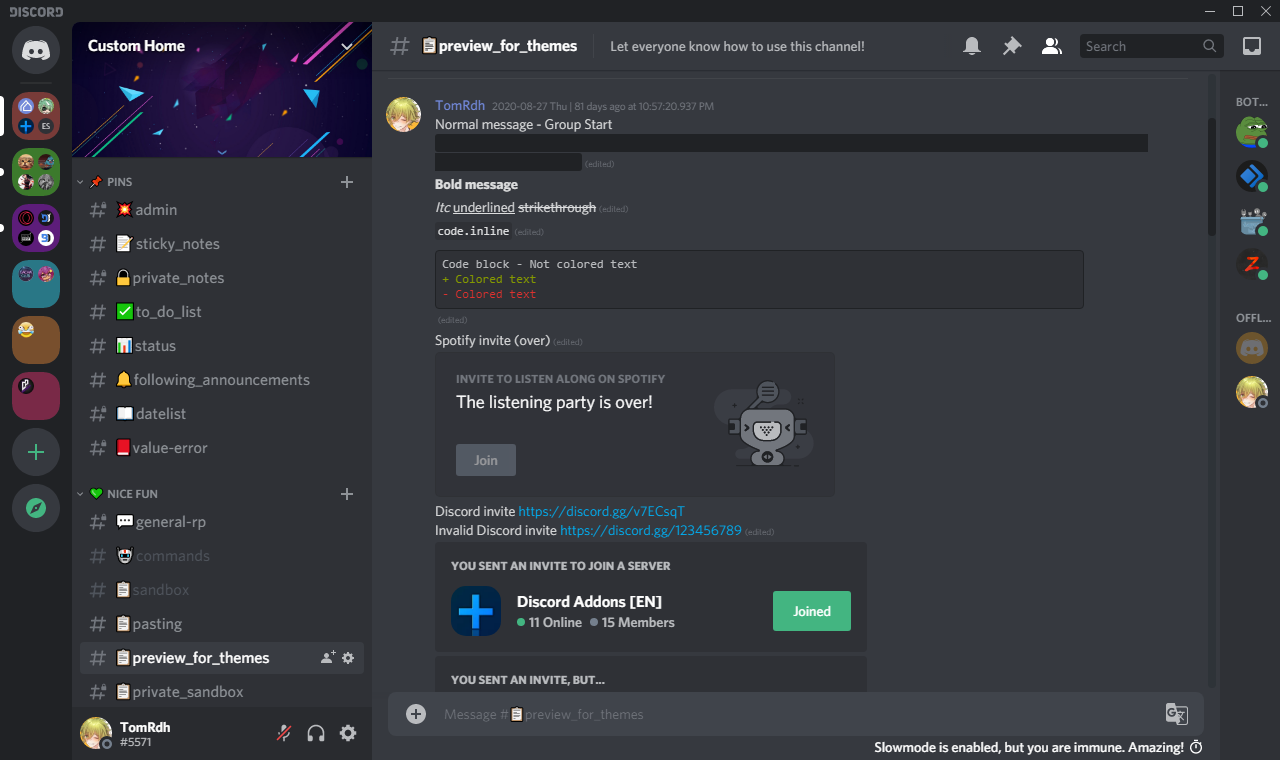 DISCORD
Custom Home
PINS
admin
sticky_notes
private_notes
to_do_list
status
following_announcements
datelist
value-error
NICE FUN
general-rp
commands
sandbox
pasting
preview_for_themes
private_sandbox
TomRdh
#5571
ES
preview_for_themes
Let everyone know how to use this channel!
Search
TomRdh 2020-08-27 Thu | 81 days ago at 10:57:20.937 PM
Normal message - Group Start
(edited)
Bold message
Itc underlined strikethrough (edited)
code.inline (edited)
Code block - Not colored text
+ Colored text
- Colored text
(edited)
Spotify invite (over) (edited)
INVITE TO LISTEN ALONG ON SPOTIFY
The listening party is over!
Join
Discord invite https://discord.gg/v7ECsqT
Invalid Discord invite https://discord.gg/123456789 (edited)
YOU SENT AN INVITE TO JOIN A SERVER
Discord Addons [EN]
11 Online 15 Members
Joined
YOU SENT AN INVITE, BUT...
Message # preview_for_themes
Slowmode is enabled, but you are immune. Amazing!
BOT...
OFFL...